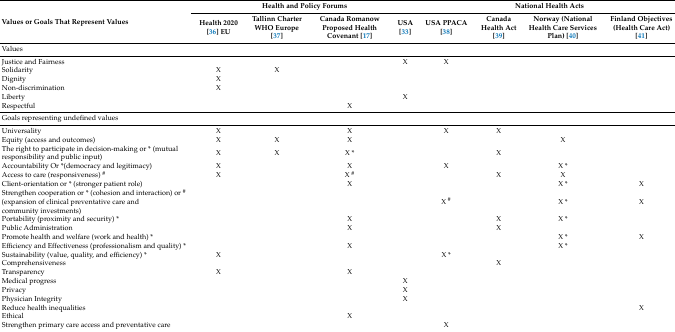 Health and Policy Forums National Health Acts
Values or Goals That Represent Values Health 2020 [36] EU Tallinn Charter WHO Europe [37] Canada Romanow Proposed Health Covenant [17] USA [33] USA PPACA [38] Canada Health Act [39] Norway (National Health Care Services Plan) [40] Finland Objectives (Health Care Act) [41]
Values
Justice and Fairness X X
Solidarity X X
Dignity X
Non-discrimination X
Liberty X
Respectful X
Goals representing undefined values
Universality X X X X
Equity (access and outcomes) X X X X
The right to participate in decision-making or * (mutual
responsibility and public input) X X X * X
Accountability Or *(democracy and legitimacy) X X X X *
Access to care (responsiveness) # X X # X X
Client-orientation or * (stronger patient role) X X * X
Strengthen cooperation or * (cohesion and interaction) or #
(expansion of clinical preventative care and X # X * X
community investments)
Portability (proximity and security) * X X X *
Public Administration X X
Promote health and welfare (work and health) * X * X
Efficiency and Effectiveness (professionalism and quality) * X X *
Sustainability (value, quality, and efficiency) * X X *
Comprehensiveness X
Transparency X X
Medical progress X
Privacy X
Physician Integrity X
Reduce health inequalities X
Ethical X
Strengthen primary care access and preventative care X